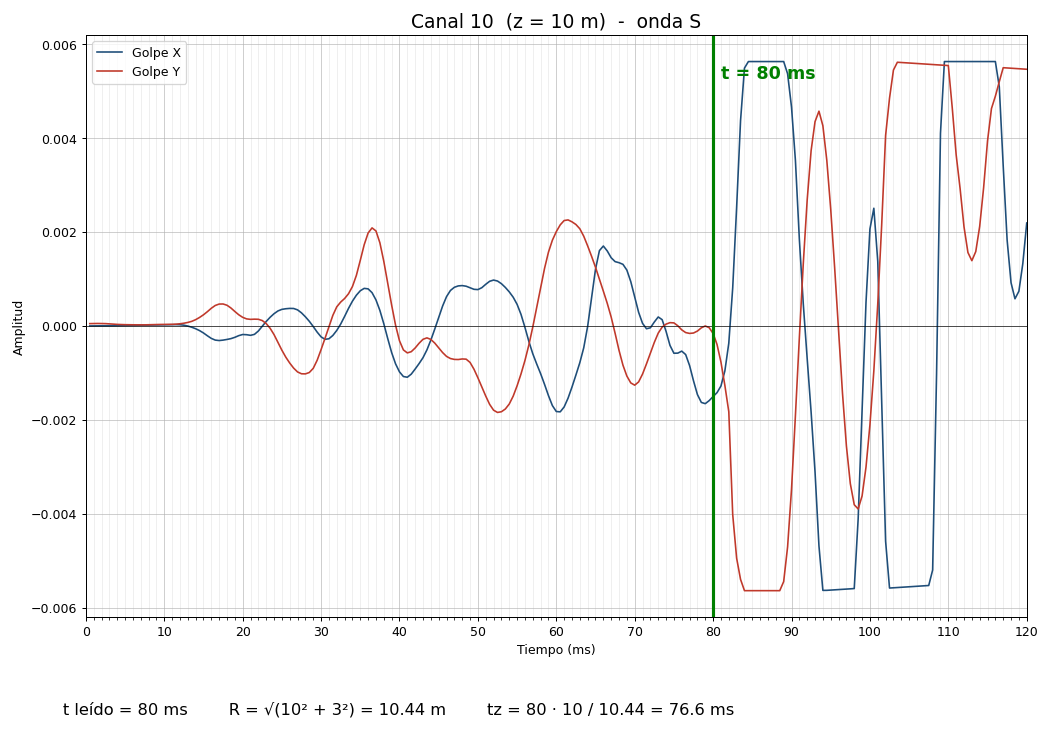 Canal 10  (z = 10 m)  -  onda S
Golpe X
Golpe Y
t = 80 ms
Amplitud
0.006
0.004
0.002
0.000
−0.002
−0.004
−0.006
0 10 20 30 40 50 60 70 80 90 100 110 120
Tiempo (ms)
t leído = 80 ms        R = √(10² + 3²) = 10.44 m        tz = 80 · 10 / 10.44 = 76.6 ms